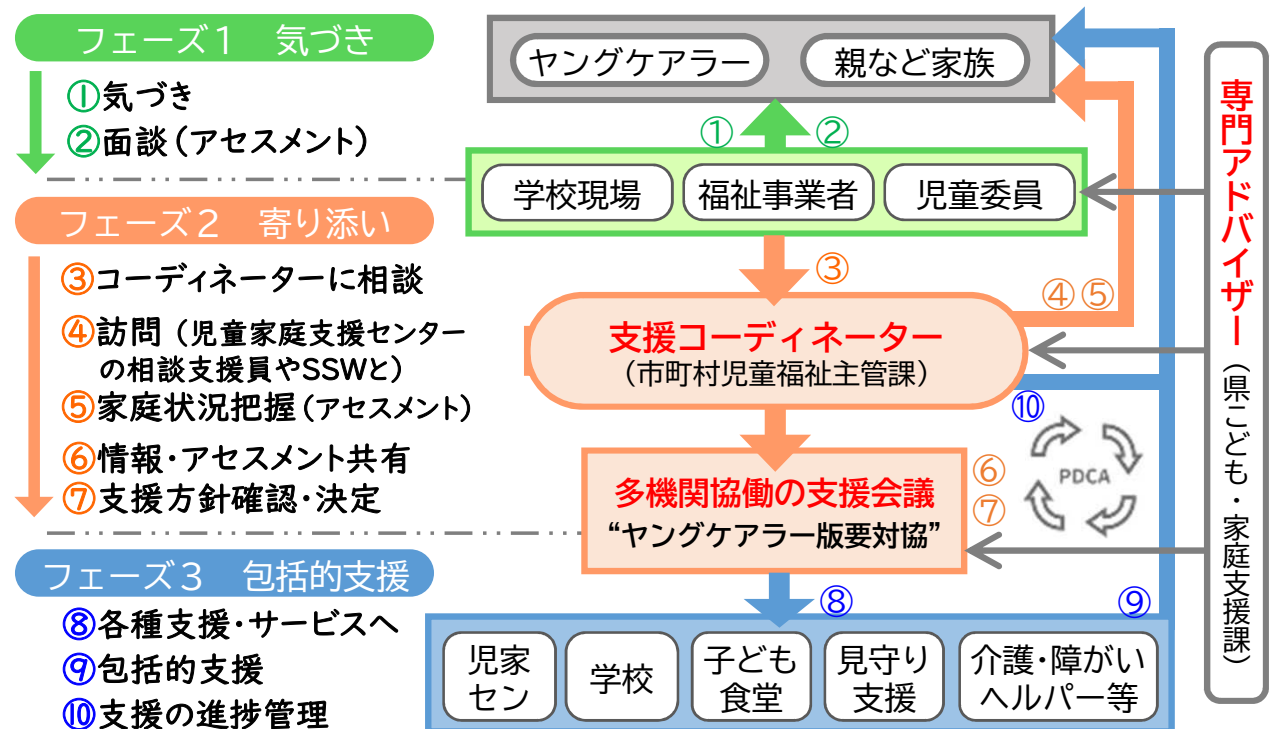 フェーズ1 気づき
①気づき
②面談(アセスメント)
フェーズ2 寄り添い
③コーディネーターに相談
④訪問(児童家庭支援センター
の相談支援員やSSWと)
⑤家庭状況把握(アセスメント)
⑥情報・アセスメント共有
⑦支援方針確認・決定
フェーズ3 包括的支援
⑧各種支援・サービスへ
⑨包括的支援
⑩支援の進捗管理
ヤングケアラー
親など家族
①
②
学校現場
福祉事業者
児童委員
③
④⑤
支援コーディネーター
(市町村児童福祉主管課)
⑩
多機関協働の支援会議
“ヤングケアラー版要対協”
⑥
⑦
PDCA
⑧
⑨
児家
セン
学校
子ども
食堂
見守り
支援
介護・障がい
ヘルパー等
専門アドバイザー(県こども・家庭支援課)